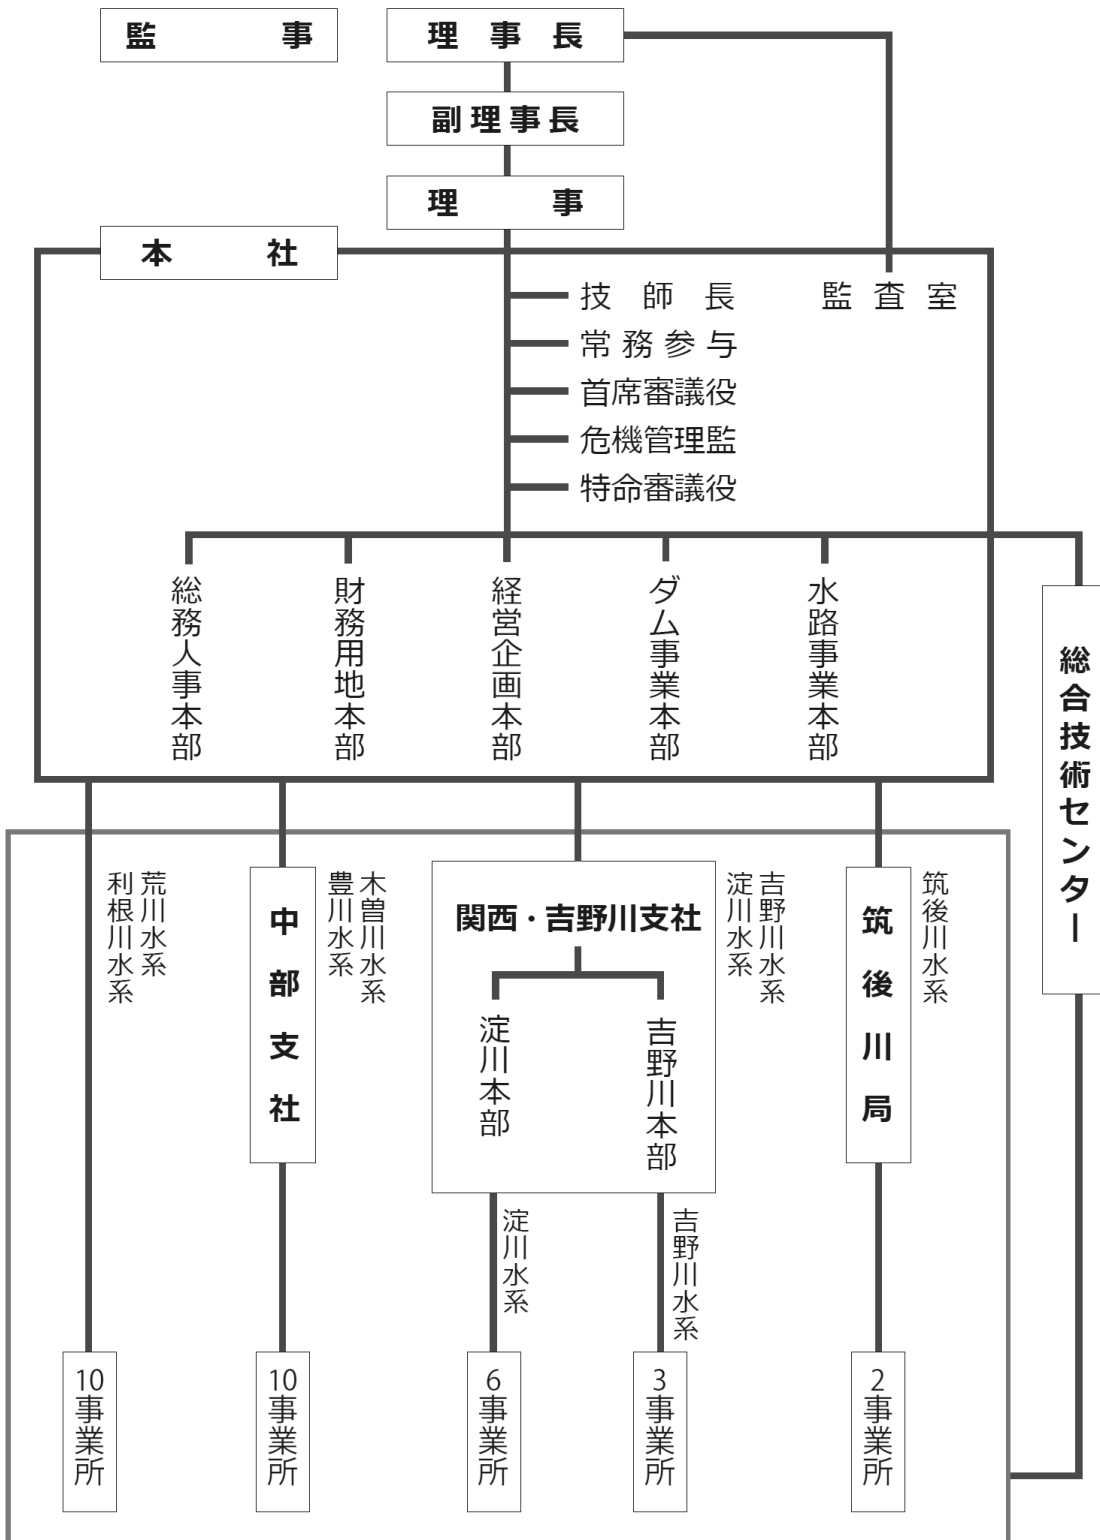 監事
理事長
副理事長
理事
本社
技師長
監査室
常務参与
首席審議役
危機管理監
特命審議役
総務人事本部
財務用地本部
経営企画本部
ダム事業本部
水路事業本部
総合技術センター
荒川水系
利根川水系
中部支社
木曽川水系
豊川水系
関西・吉野川支社
淀川本部
吉野川本部
吉野川水系
淀川水系
筑後川局
筑後川水系
淀川水系
吉野川水系
10事業所
10事業所
6事業所
3事業所
2事業所